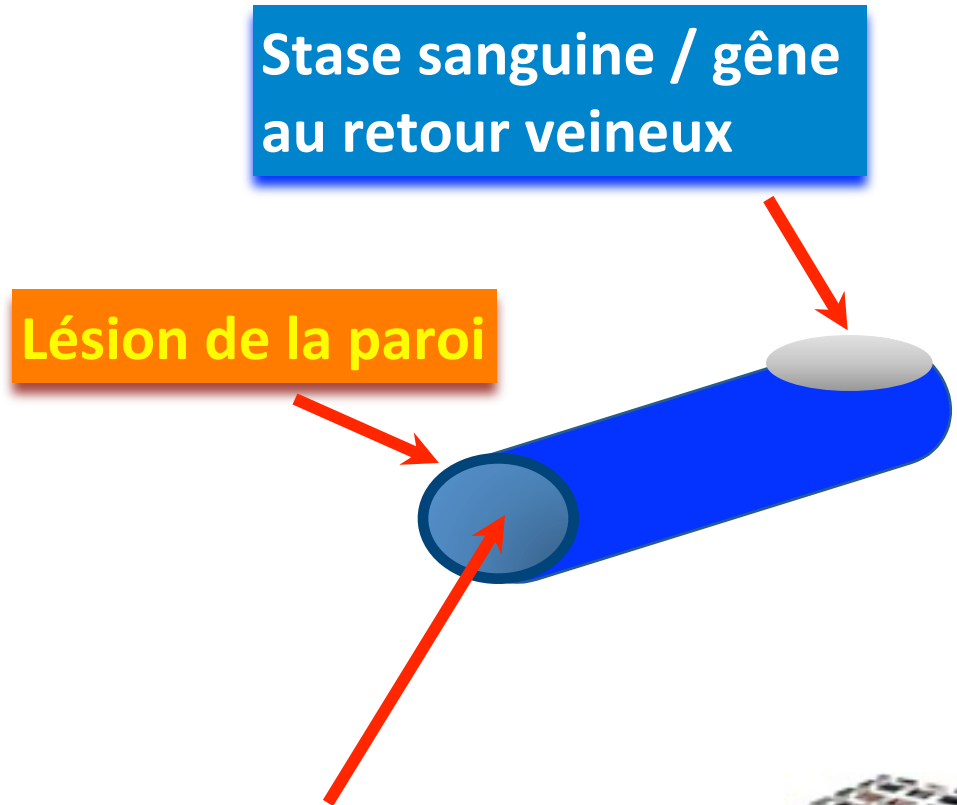 Stase sanguine / gêne
au retour veineux
Lésion de la paroi